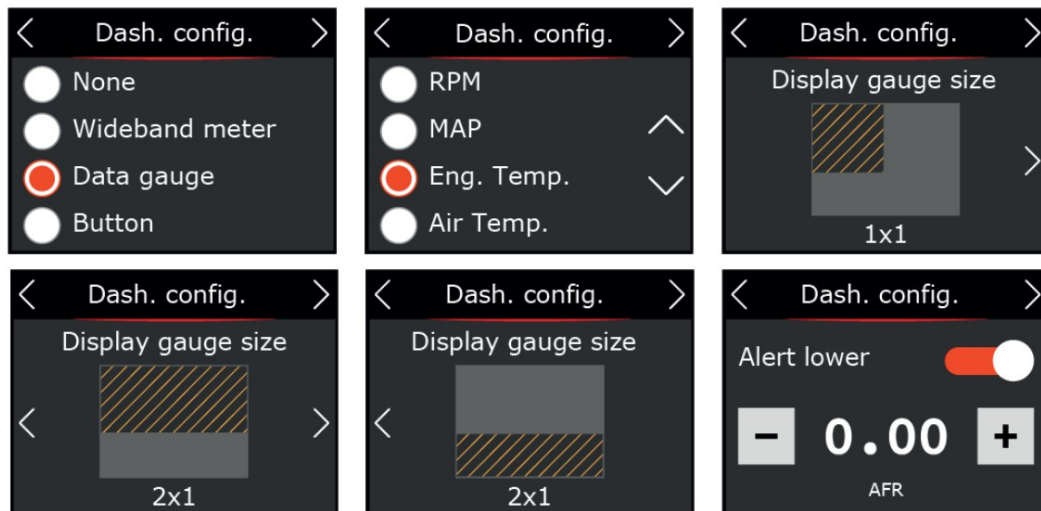 Dash. config.
None
Wideband meter
Data gauge
Button
Dash. config.
RPM
MAP
Eng. Temp.
Air Temp.
Dash. config.
Display gauge size
1x1
Dash. config.
Display gauge size
2x1
Dash. config.
Display gauge size
2x1
Dash. config.
Alert lower
- 0.00 +
AFR